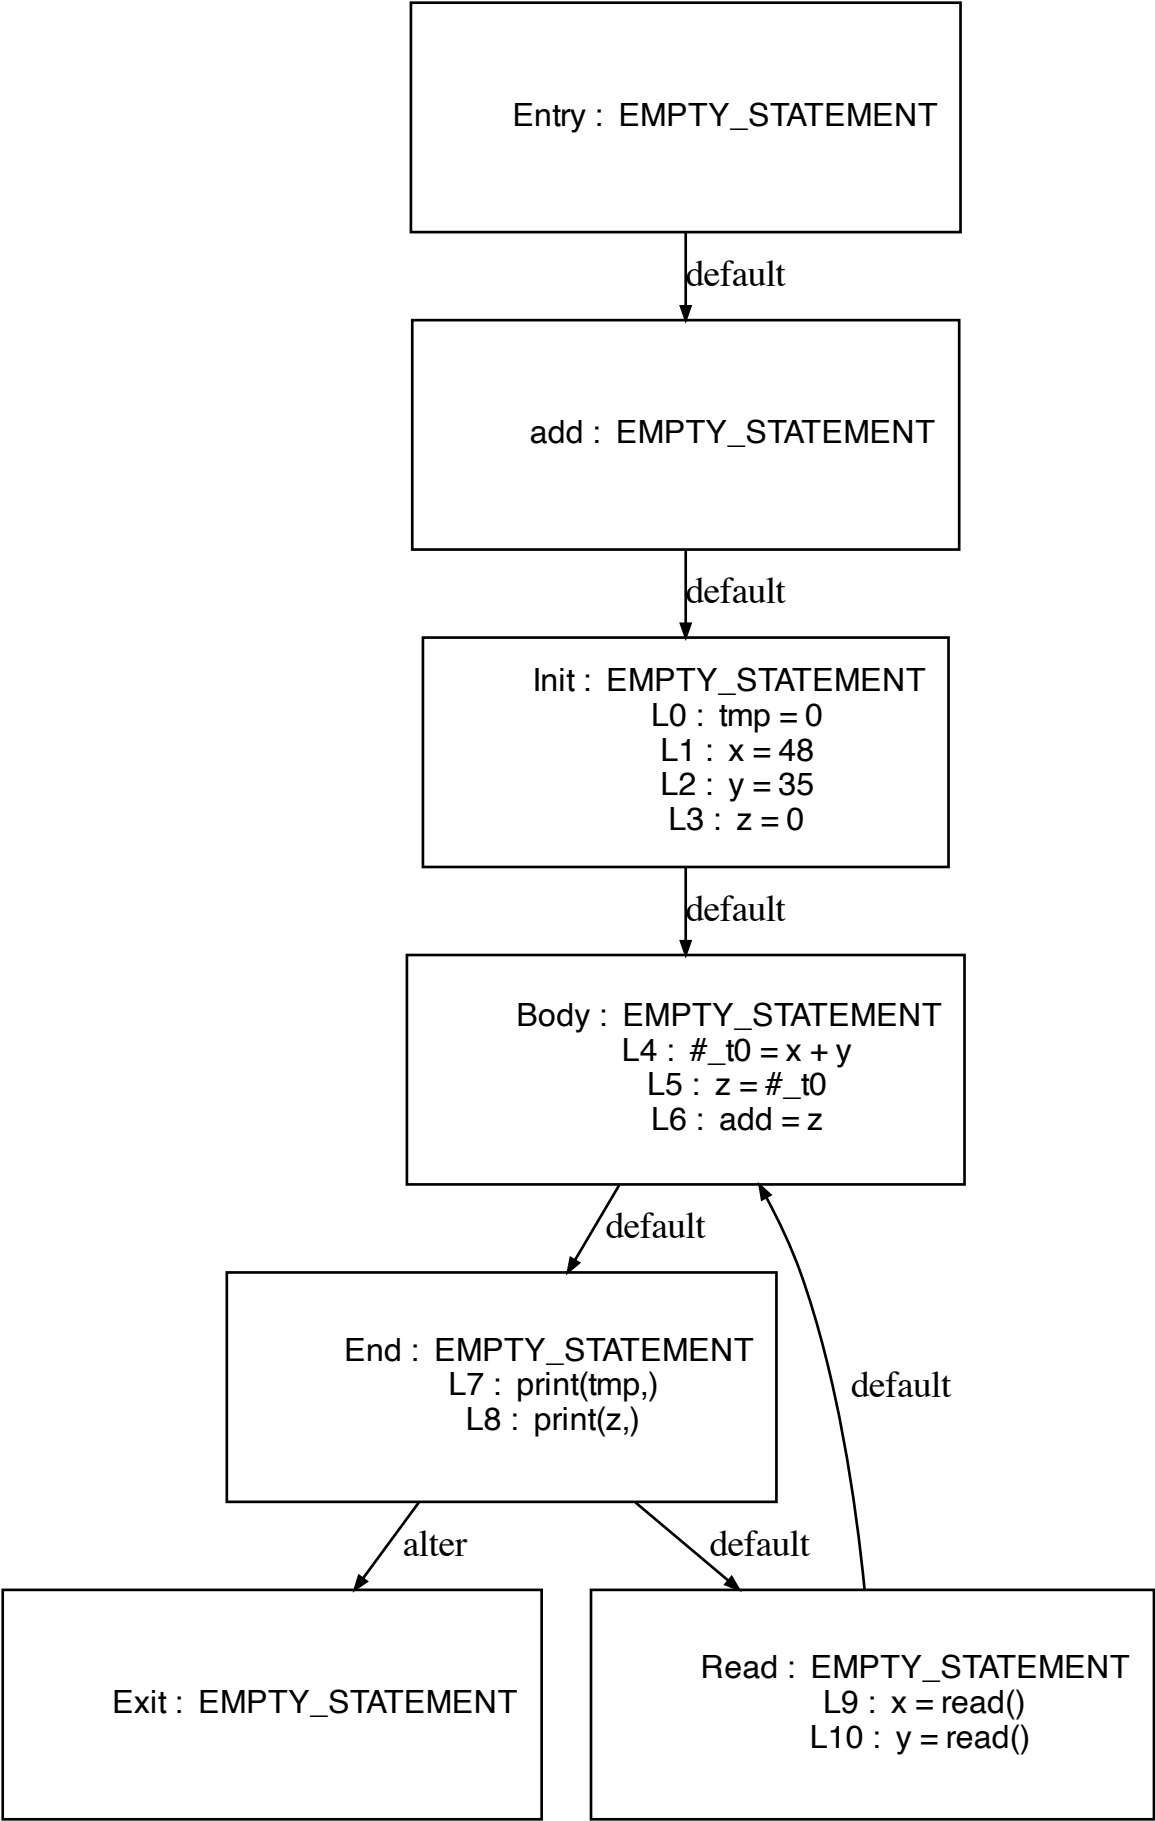 Entry : EMPTY_STATEMENT
default
add : EMPTY_STATEMENT
default
Init : EMPTY_STATEMENT
L0 : tmp = 0
L1 : x = 48
L2 : y = 35
L3 : z = 0
default
Body : EMPTY_STATEMENT
L4 : #_t0 = x + y
L5 : z = #_t0
L6 : add = z
default
End : EMPTY_STATEMENT
L7 : print(tmp,)
L8 : print(z,)
default
alter
default
Exit : EMPTY_STATEMENT
Read : EMPTY_STATEMENT
L9 : x = read()
L10 : y = read()